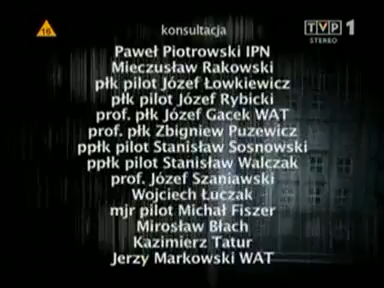 16
konsultacja
TVP 1
STEREO
Paweł Piotrowski IPN
Mieczusław Rakowski
płk pilot Józef Łowkiewicz
płk pilot Józef Rybicki
prof. płk Józef Gacek WAT
prof. płk Zbigniew Puzewicz
ppłk pilot Stanisław Sosnowski
ppłk pilot Stanisław Walczak
prof. Józef Szaniawski
Wojciech Łuczak
mjr pilot Michał Fiszer
Mirosław Błach
Kazimierz Tatur
Jerzy Markowski WAT